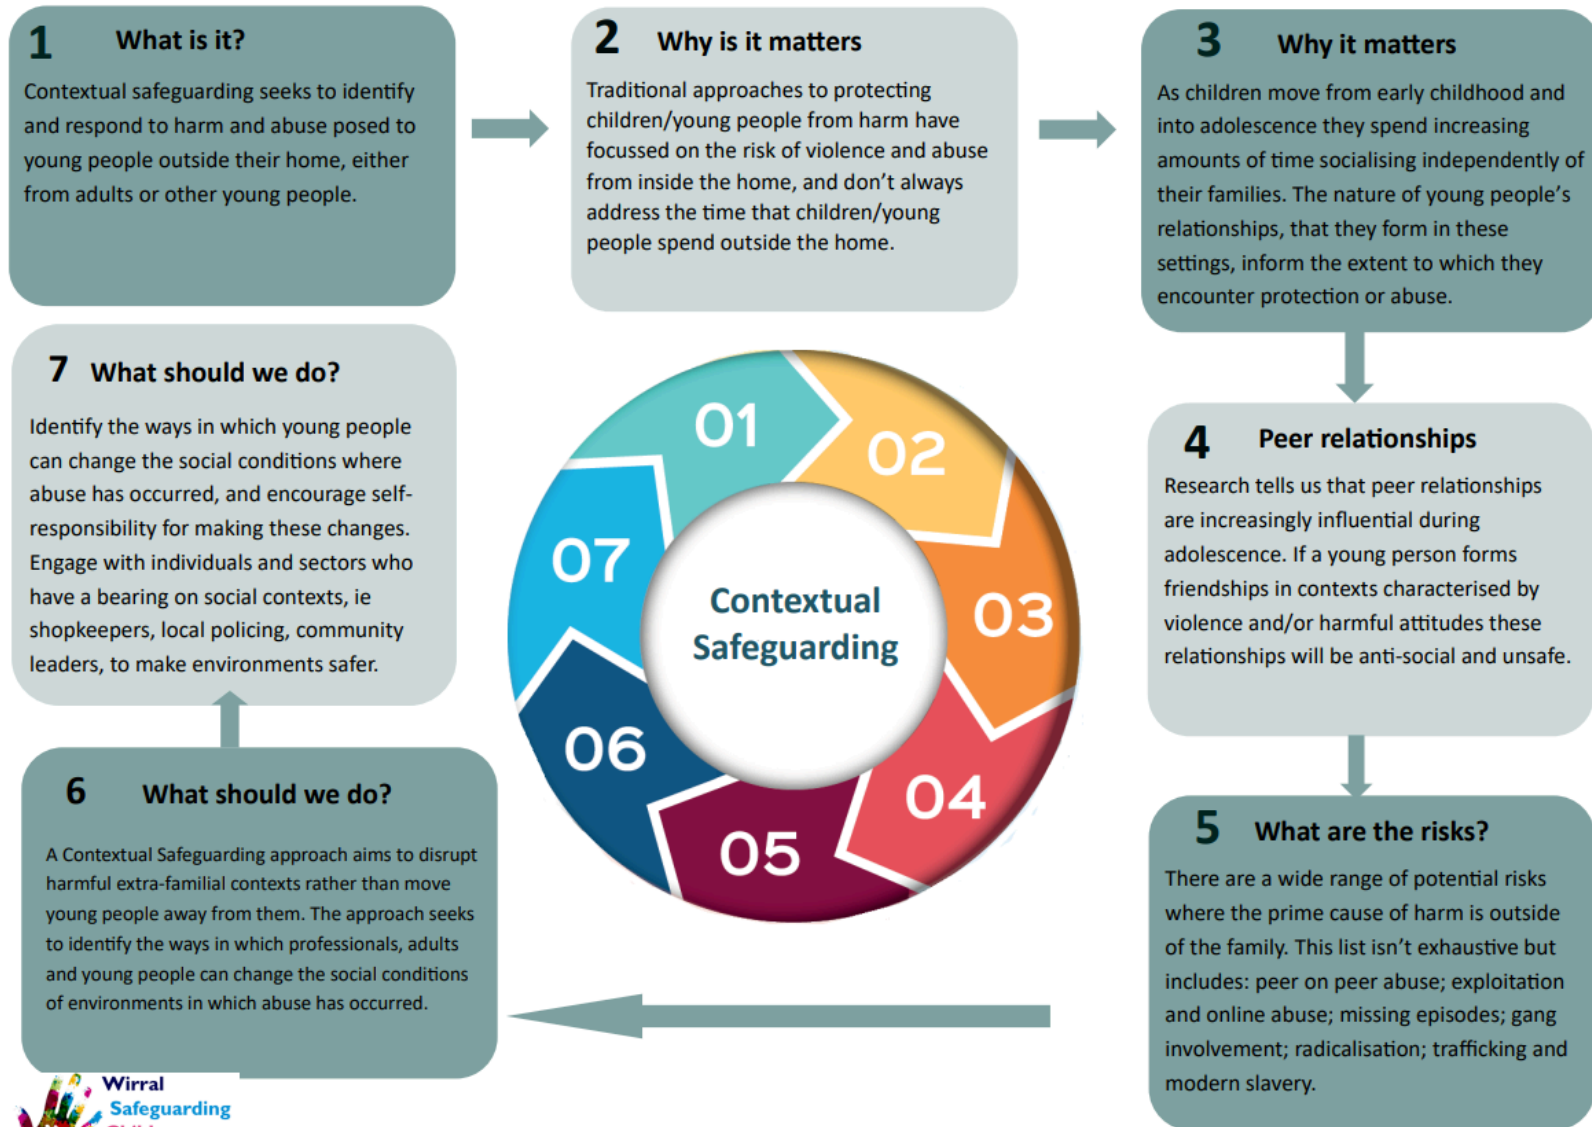 1 What is it?
Contextual safeguarding seeks to identify
and respond to harm and abuse posed to
young people outside their home, either
from adults or other young people.
2 Why is it matters
Traditional approaches to protecting
children/young people from harm have
focussed on the risk of violence and abuse
from inside the home, and don’t always
address the time that children/young
people spend outside the home.
3 Why it matters
As children move from early childhood and
into adolescence they spend increasing
amounts of time socialising independently of
their families. The nature of young people’s
relationships, that they form in these
settings, inform the extent to which they
encounter protection or abuse.
4 Peer relationships
Research tells us that peer relationships
are increasingly influential during
adolescence. If a young person forms
friendships in contexts characterised by
violence and/or harmful attitudes these
relationships will be anti-social and unsafe.
5 What are the risks?
There are a wide range of potential risks
where the prime cause of harm is outside
of the family. This list isn’t exhaustive but
includes: peer on peer abuse; exploitation
and online abuse; missing episodes; gang
involvement; radicalisation; trafficking and
modern slavery.
6 What should we do?
A Contextual Safeguarding approach aims to disrupt
harmful extra-familial contexts rather than move
young people away from them. The approach seeks
to identify the ways in which professionals, adults
and young people can change the social conditions
of environments in which abuse has occurred.
7 What should we do?
Identify the ways in which young people
can change the social conditions where
abuse has occurred, and encourage self-
responsibility for making these changes.
Engage with individuals and sectors who
have a bearing on social contexts, ie
shopkeepers, local policing, community
leaders, to make environments safer.
01
02
03
04
05
06
07
Contextual
Safeguarding
Wirral
Safeguarding